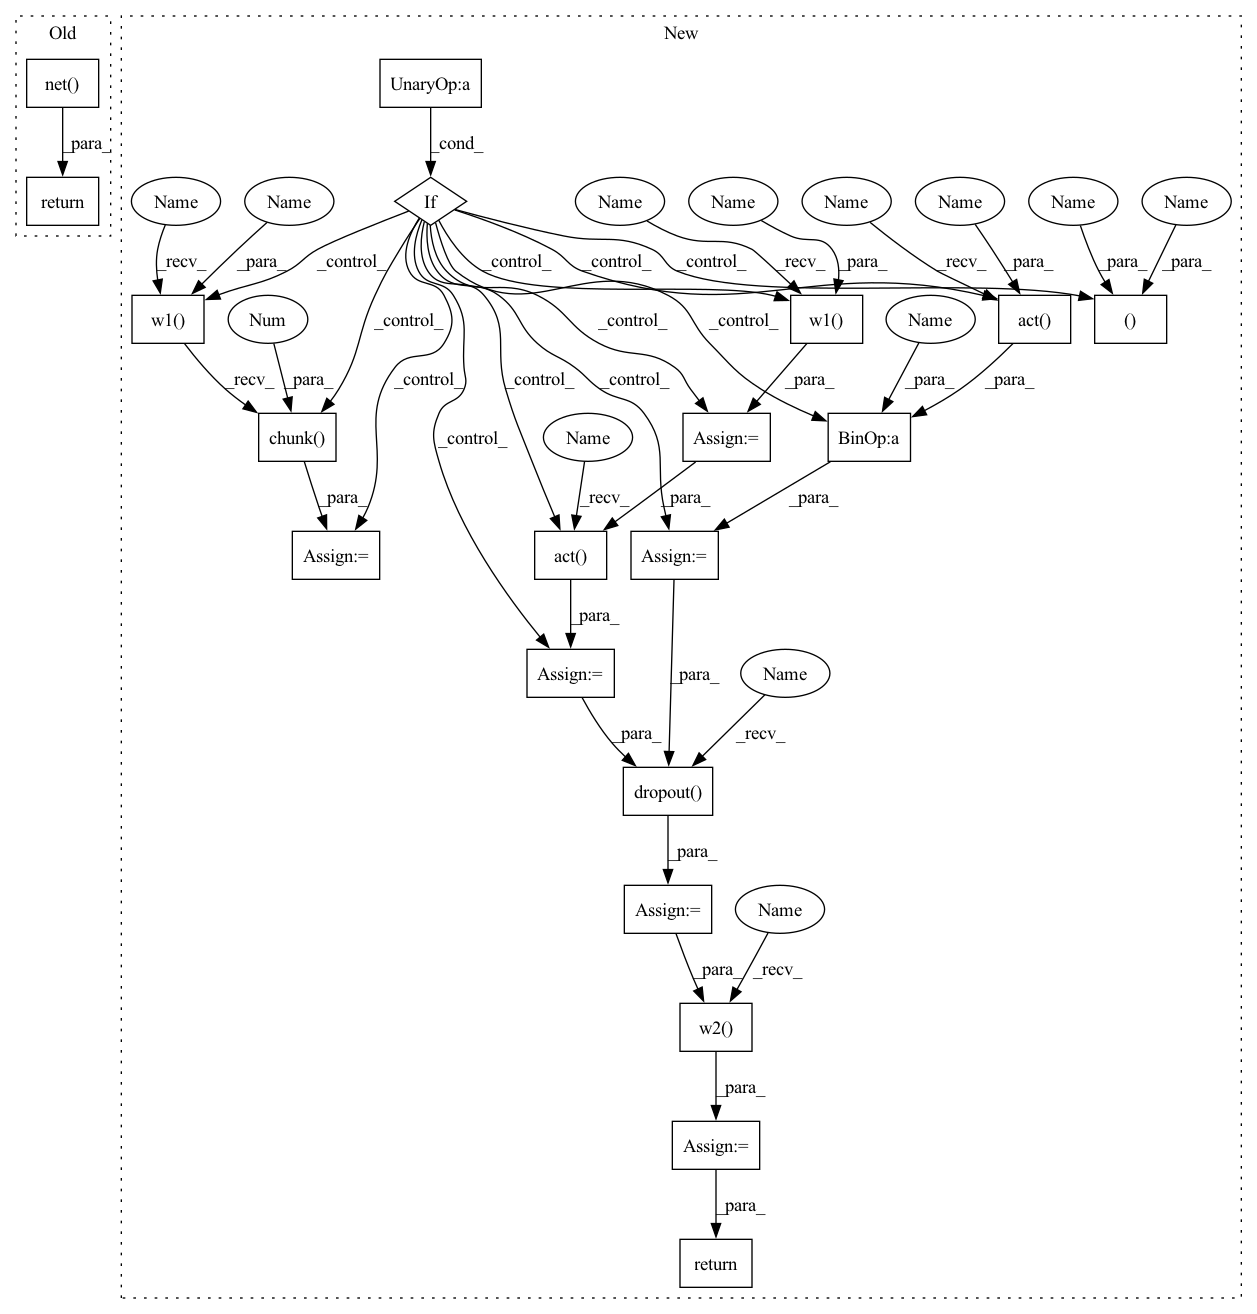 Old
New
net()
UnaryOp:a
_para_
_cond_
return
Name
Name
If
Name
Name
Name
Name
Name
Name
_recv_
_para_
_control_
_control_
_control_
_control_
_recv_
_para_
_recv_
_para_
_para_
_para_
w1()
Num
w1()
Name
act()
()
_recv_
_para_
_control_
_control_
_control_
_control_
_control_
_control_
_para_
_para_
_para_
chunk()
Name
Assign:=
BinOp:a
_control_
_para_
_recv_
_para_
_para_
Assign:=
act()
Assign:=
_para_
Assign:=
Name
_para_
_para_
_recv_
dropout()
_para_
Assign:=
Name
_para_
_recv_
w2()
_para_
Assign:=
_para_
return